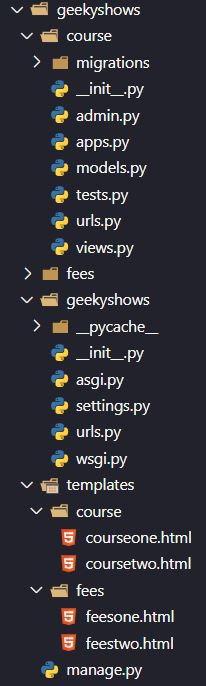 geekyshows
course
migrations
__init__.py
admin.py
apps.py
models.py
tests.py
urls.py
views.py
fees
geekyshows
__pycache__
__init__.py
asgi.py
settings.py
urls.py
wsgi.py
templates
course
courseone.html
coursetwo.html
fees
feesone.html
feestwo.html
manage.py